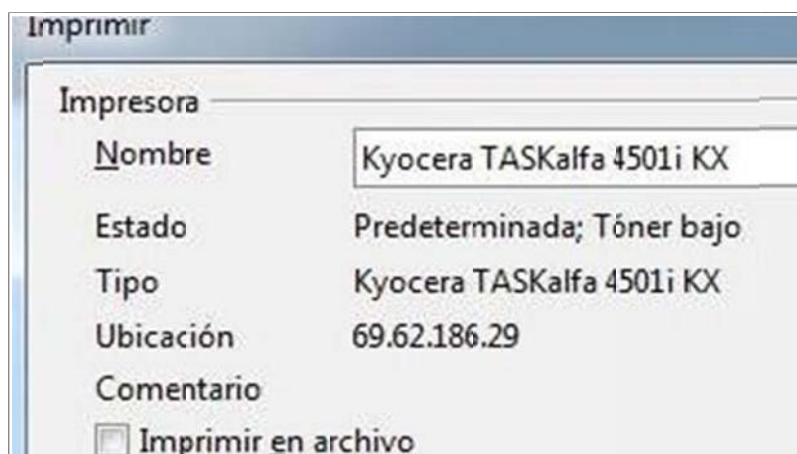 Imprimir
Impresora
Nombre Kyocera TASKalfa 4501i KX
Estado Predeterminada; Tóner bajo
Tipo Kyocera TASKalfa 4501i KX
Ubicación 69.62.186.29
Comentario
Imprimir en archivo